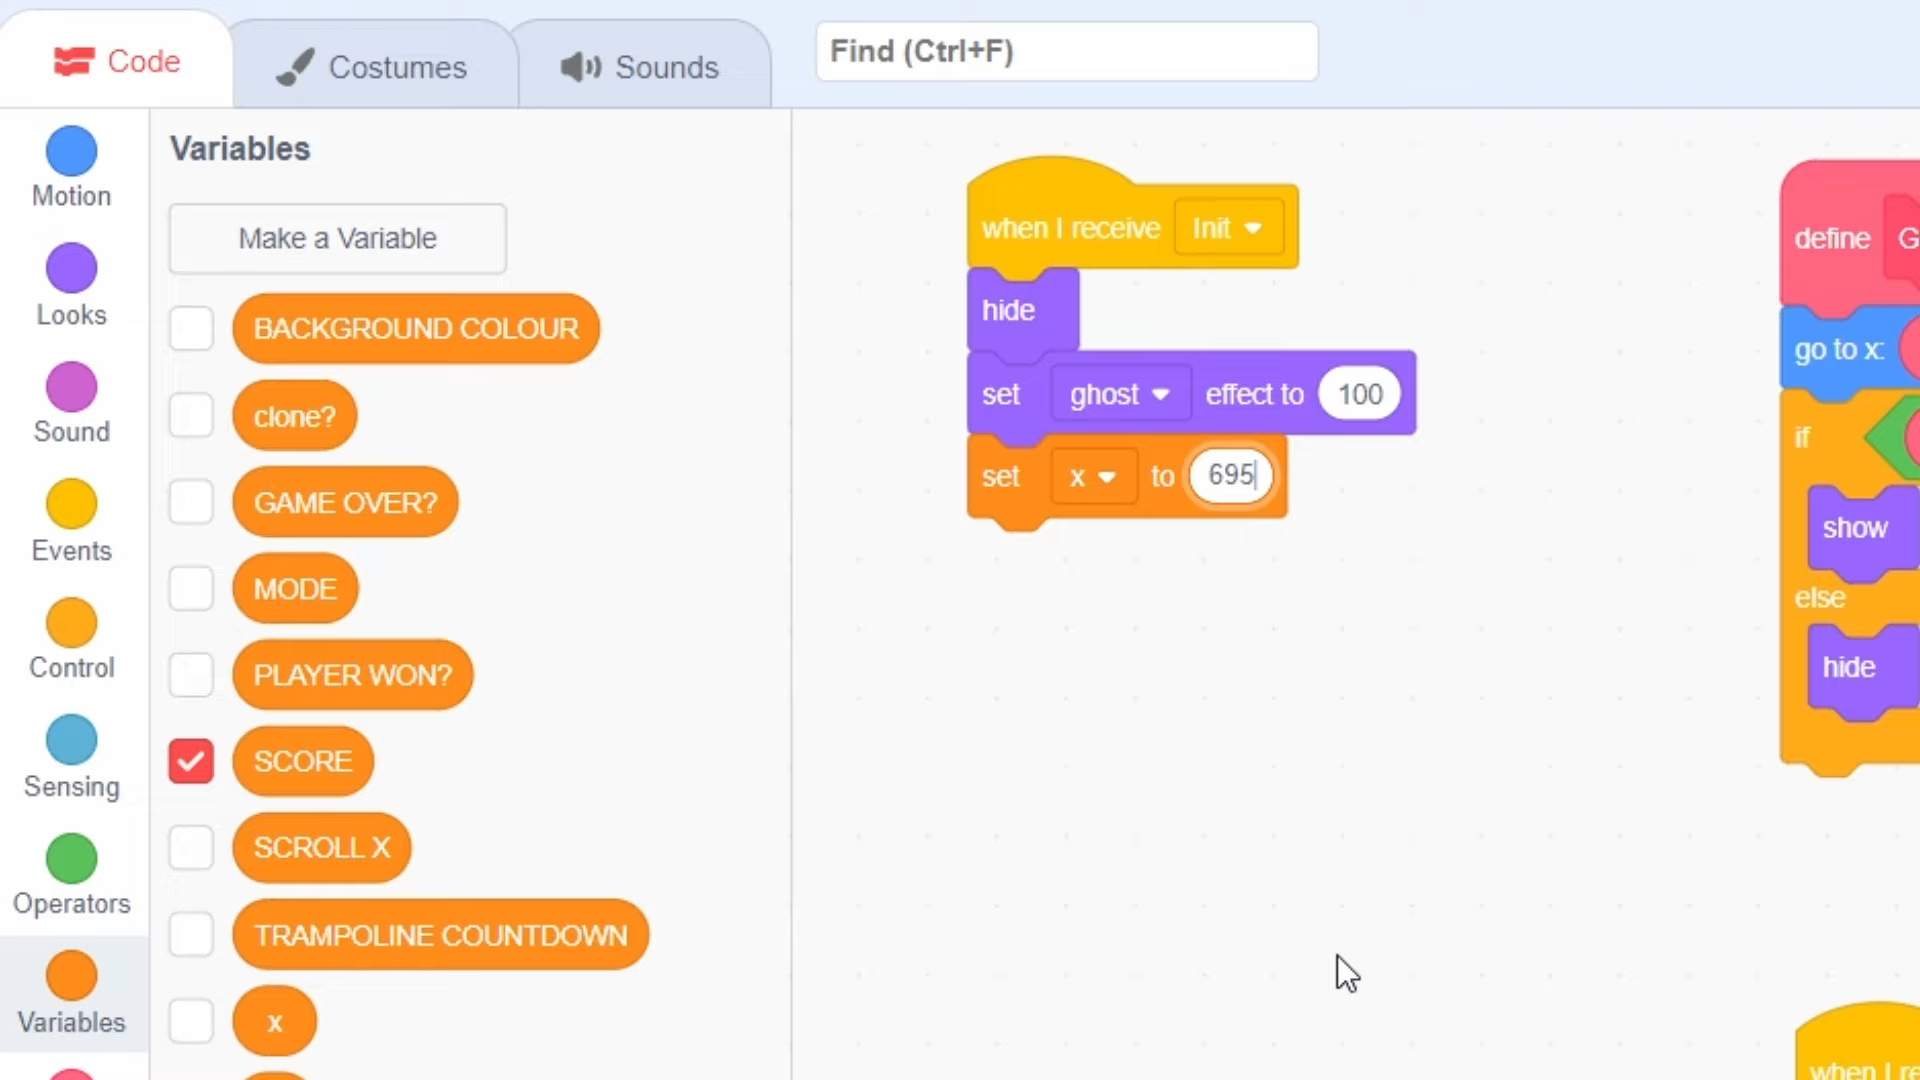 Code
Costumes
Sounds
Find (Ctrl+F)
Motion
Looks
Sound
Events
Control
Sensing
Operators
Variables
Variables
Make a Variable
BACKGROUND COLOUR
clone?
GAME OVER?
MODE
PLAYER WON?
SCORE
SCROLL X
TRAMPOLINE COUNTDOWN
x
when I receive Init
hide
set ghost effect to 100
set x to 695
define G
go to x:
if
show
else
hide
when I re